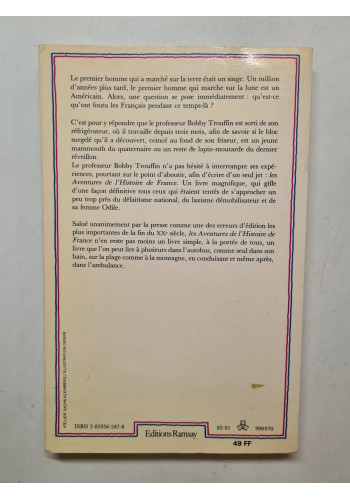 Le premier homme qui a marché sur la terre était un singe. Un million
d'années plus tard, le premier homme qui marche sur la lune est un
Américain. Alors, une question se pose immédiatement : qu'est-ce
qu'ont foutu les Français pendant ce temps-là ?
C'est pour y répondre que le professeur Bobby Trouffin est sorti de son
réfrigérateur, où il travaille depuis trois mois, afin de savoir si le bloc
surgelé qu'il a découvert, coincé au fond de son frieeur, est un jeune
mammouth du quaternaire ou un reste de lapin-moutarde du dernier
réveillon.
Le professeur Bobby Trouffin n'a pas hésité à interrompre ses expé-
riences, pourtant sur le point d'aboutir, afin d'écrire d'un seul jet : les
Aventures de l'Histoire de France. Un livre magnifique, qui gifle
d'une façon définitive tous ceux qui étaient tentés de s'approcher un
peu trop près du défaitisme national, du laxisme démobilisateur et de
sa femme Odile.
Salué unanimement par la presse comme une des erreurs d'édition les
plus importantes de la fin du XXe siècle, les Aventures de l'Histoire de
France n'en reste pas moins un livre simple, à la portée de tous, un
livre que l'on peut lire à plusieurs dans l'autobus, comme seul dans son
bain, sur la plage comme à la montagne, en conduisant et même après,
dans l'ambulance.
ISBN 2-85956-247-8
Editions Ramsay
82-01
998070
49 FF